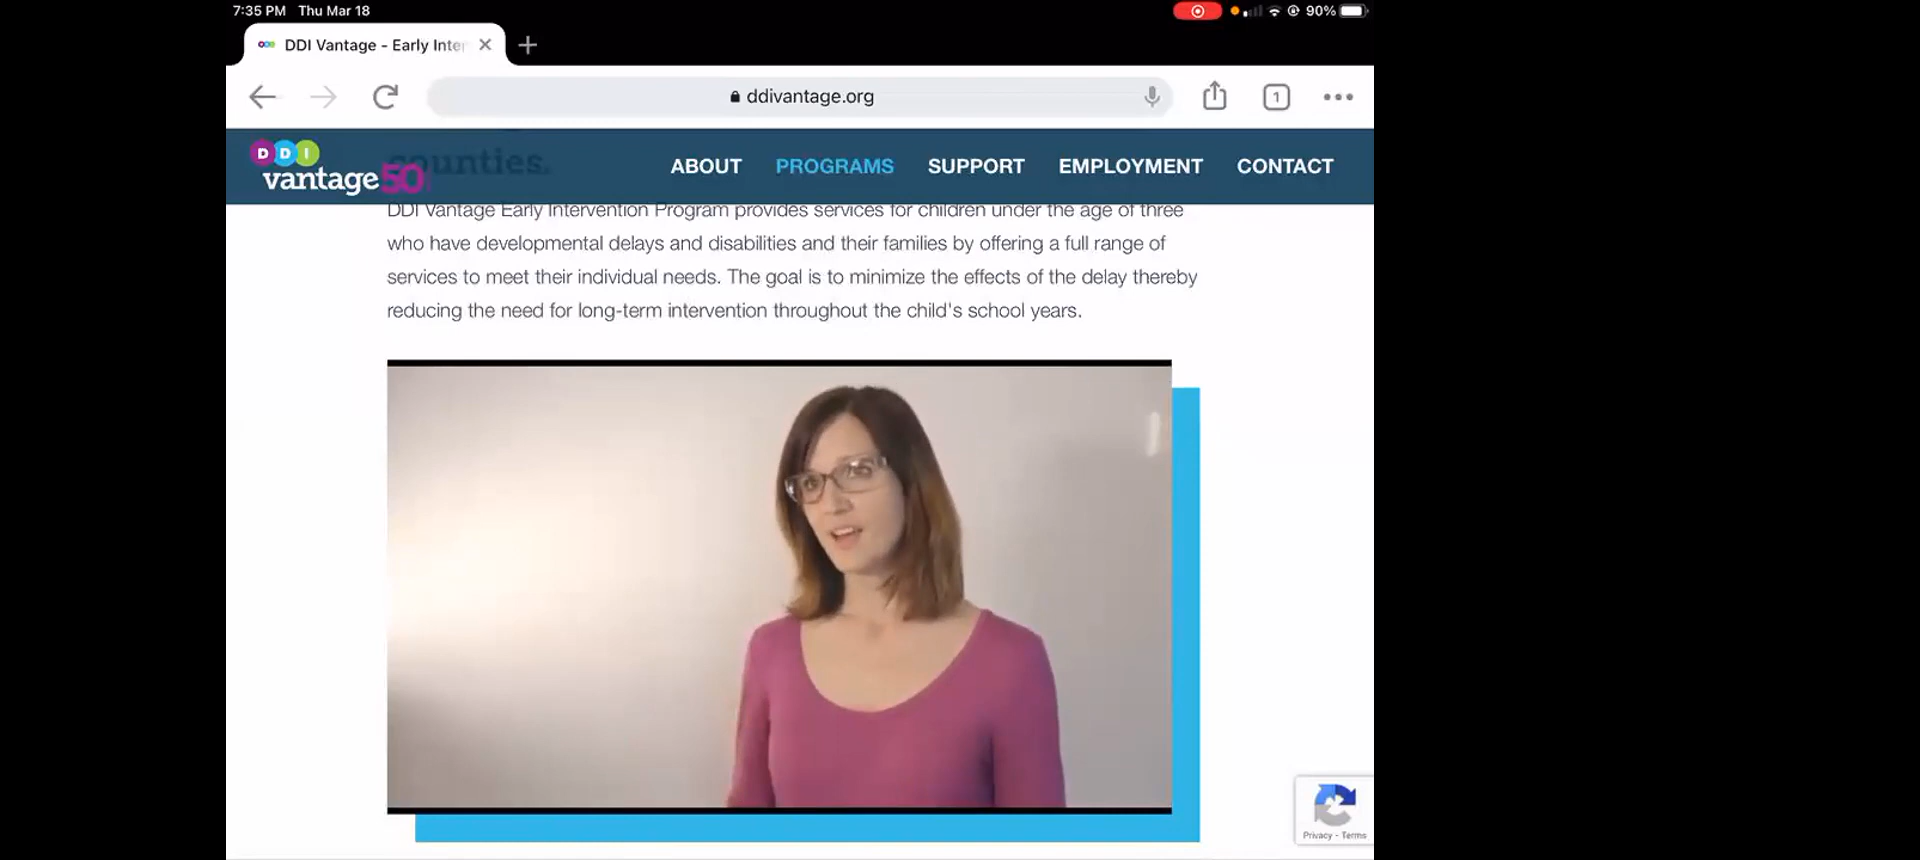 7:35 PM Thu Mar 18
90%
DDI Vantage - Early Inter
ddivantage.org
1
DDI
vantage50
counties.
ABOUT PROGRAMS SUPPORT EMPLOYMENT CONTACT
DDI Vantage Early Intervention Program provides services for children under the age of three
who have developmental delays and disabilities and their families by offering a full range of
services to meet their individual needs. The goal is to minimize the effects of the delay thereby
reducing the need for long-term intervention throughout the child's school years.
Privacy - Terms